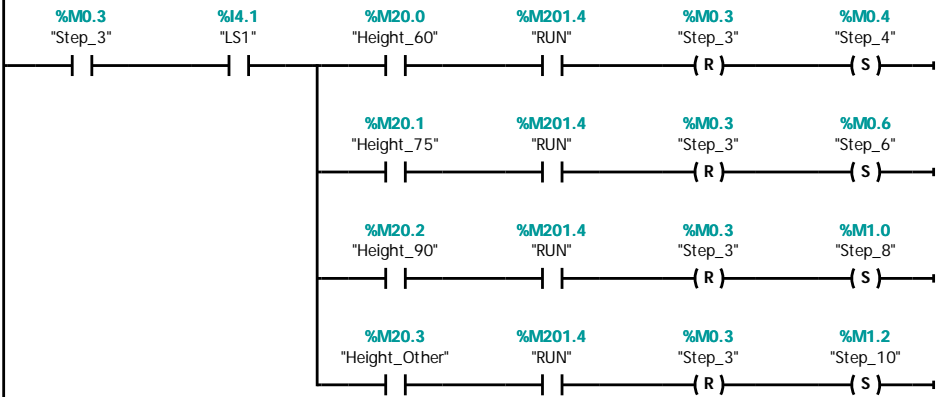 %M0.3 %I4.1 %M20.0 %M201.4 %M0.3 %M0.4
"Step_3" "LS1" "Height_60" "RUN" "Step_3" "Step_4"
R S
%M20.1 %M201.4 %M0.3 %M0.6
"Height_75" "RUN" "Step_3" "Step_6"
R S
%M20.2 %M201.4 %M0.3 %M1.0
"Height_90" "RUN" "Step_3" "Step_8"
R S
%M20.3 %M201.4 %M0.3 %M1.2
"Height_Other" "RUN" "Step_3" "Step_10"
R S